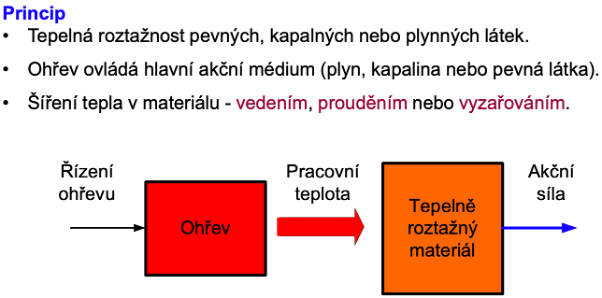 Princip
• Tepelná roztažnost pevných, kapalných nebo plynných látek.
• Ohřev ovládá hlavní akční médium (plyn, kapalina nebo pevná látka).
• Šíření tepla v materiálu - vedením, prouděním nebo vyzařováním.
Řízení
ohřevu
Ohřev
Pracovní
teplota
Tepelně
roztažný
materiál
Akční
síla